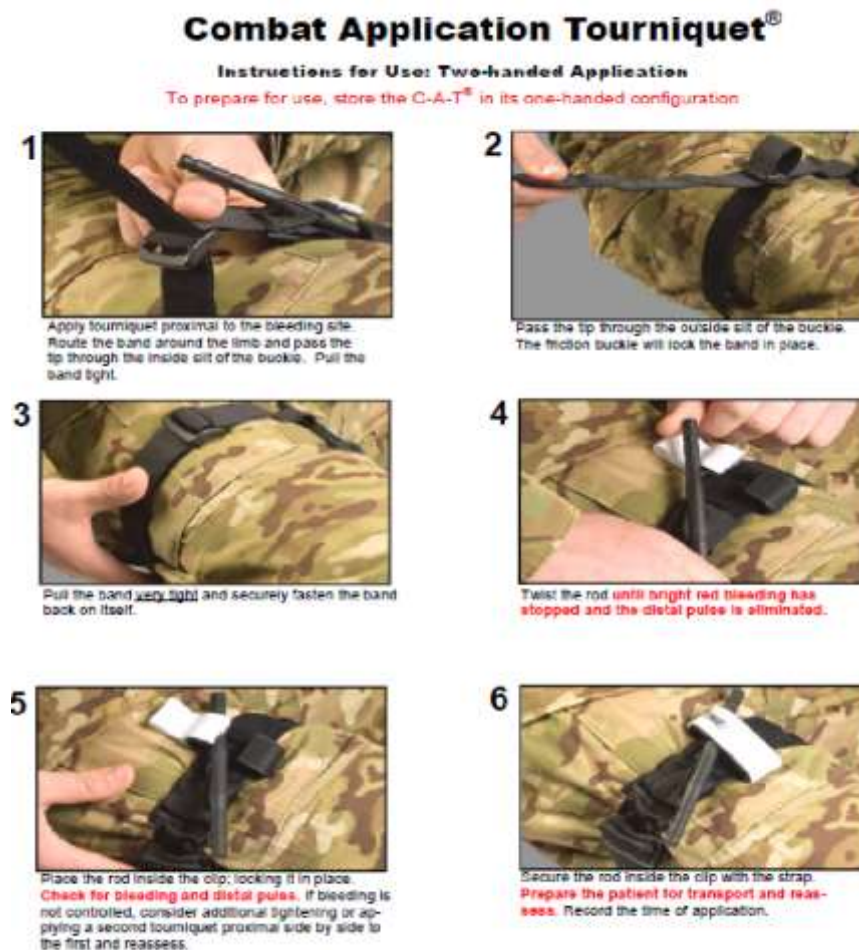 Combat Application Tourniquet®
Instructions for Use: Two-handed Application
To prepare for use, store the C-A-T® in its one-handed configuration
1
Apply tourniquet proximal to the bleeding site.
Route the band around the limb and pass the
tip through the inside slit of the buckle. Pull the
band tight.
2
Pass the tip through the outside slit of the buckle.
The friction buckle will lock the band in place.
3
Pull the band very tight and securely fasten the band
back on itself.
4
Twist the rod until bright red bleeding has
stopped and the distal pulse is eliminated.
5
Place the rod inside the clip; locking it in place.
Check for bleeding and distal pulse. If bleeding is
not controlled, consider additional tightening or ap-
plying a second tourniquet proximal side by side to
the first and reassess.
6
Secure the rod inside the clip with the strap.
Prepare the patient for transport and reas-
sess. Record the time of application.